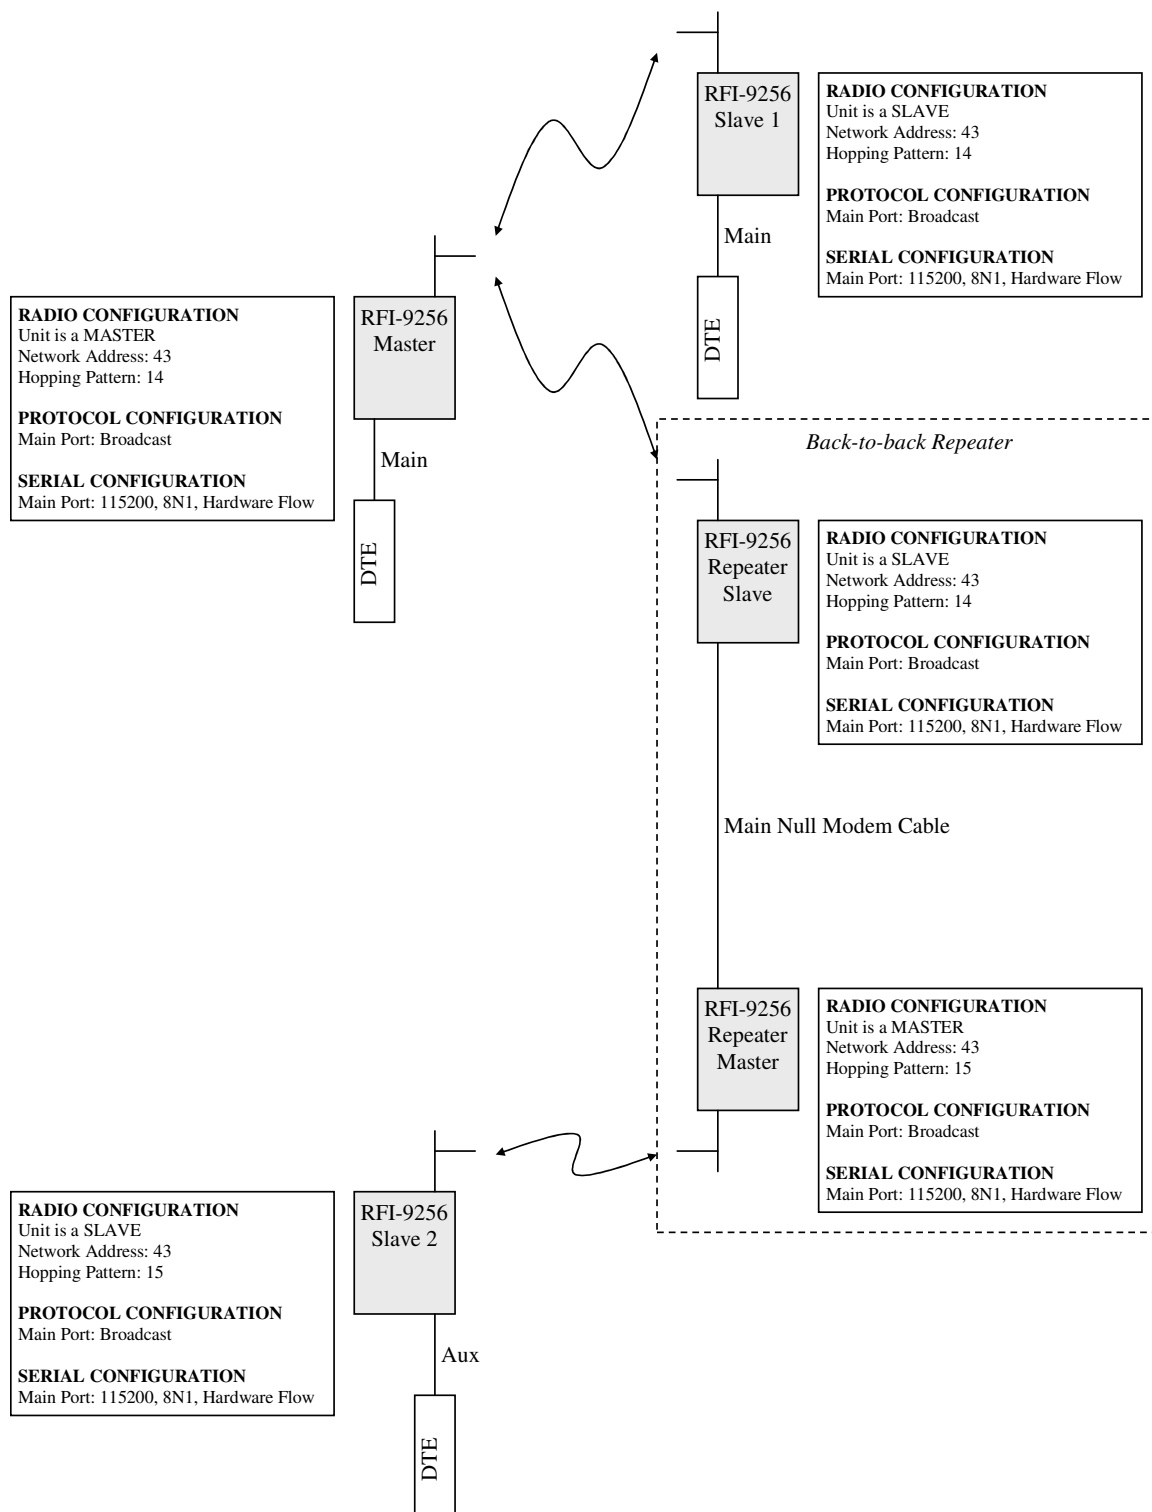 RFI-9256
Slave 1
RADIO CONFIGURATION
Unit is a SLAVE
Network Address: 43
Hopping Pattern: 14
PROTOCOL CONFIGURATION
Main Port: Broadcast
SERIAL CONFIGURATION
Main Port: 115200, 8N1, Hardware Flow
Main
DTE
RADIO CONFIGURATION
Unit is a MASTER
Network Address: 43
Hopping Pattern: 14
PROTOCOL CONFIGURATION
Main Port: Broadcast
SERIAL CONFIGURATION
Main Port: 115200, 8N1, Hardware Flow
RFI-9256
Master
Main
DTE
Back-to-back Repeater
RFI-9256
Repeater
Slave
RADIO CONFIGURATION
Unit is a SLAVE
Network Address: 43
Hopping Pattern: 14
PROTOCOL CONFIGURATION
Main Port: Broadcast
SERIAL CONFIGURATION
Main Port: 115200, 8N1, Hardware Flow
Main Null Modem Cable
RFI-9256
Repeater
Master
RADIO CONFIGURATION
Unit is a MASTER
Network Address: 43
Hopping Pattern: 15
PROTOCOL CONFIGURATION
Main Port: Broadcast
SERIAL CONFIGURATION
Main Port: 115200, 8N1, Hardware Flow
RADIO CONFIGURATION
Unit is a SLAVE
Network Address: 43
Hopping Pattern: 15
PROTOCOL CONFIGURATION
Main Port: Broadcast
SERIAL CONFIGURATION
Main Port: 115200, 8N1, Hardware Flow
RFI-9256
Slave 2
Aux
DTE